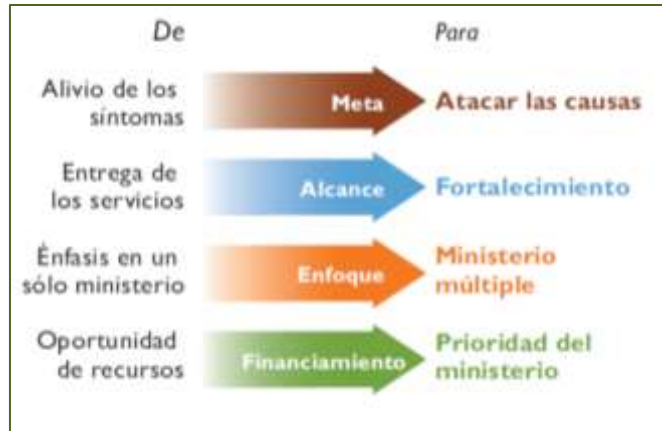 De
Para
Alivio de los
síntomas
Meta
Atacar las causas
Entrega de
los servicios
Alcance
Fortalecimiento
Énfasis en un
sólo ministerio
Enfoque
Ministerio
múltiple
Oportunidad
de recursos
Financiamiento
Prioridad del
ministerio